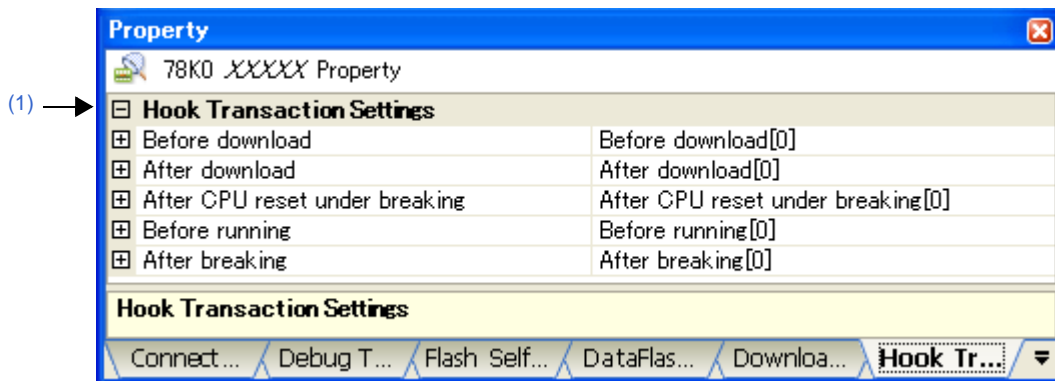 Property
78K0 XXXXX Property
(1)
Hook Transaction Settings
Before download Before download[0]
After download After download[0]
After CPU reset under breaking After CPU reset under breaking[0]
Before running Before running[0]
After breaking After breaking[0]
Hook Transaction Settings
Connect... Debug T... Flash Self... DataFlas... Downloa... Hook Tr...